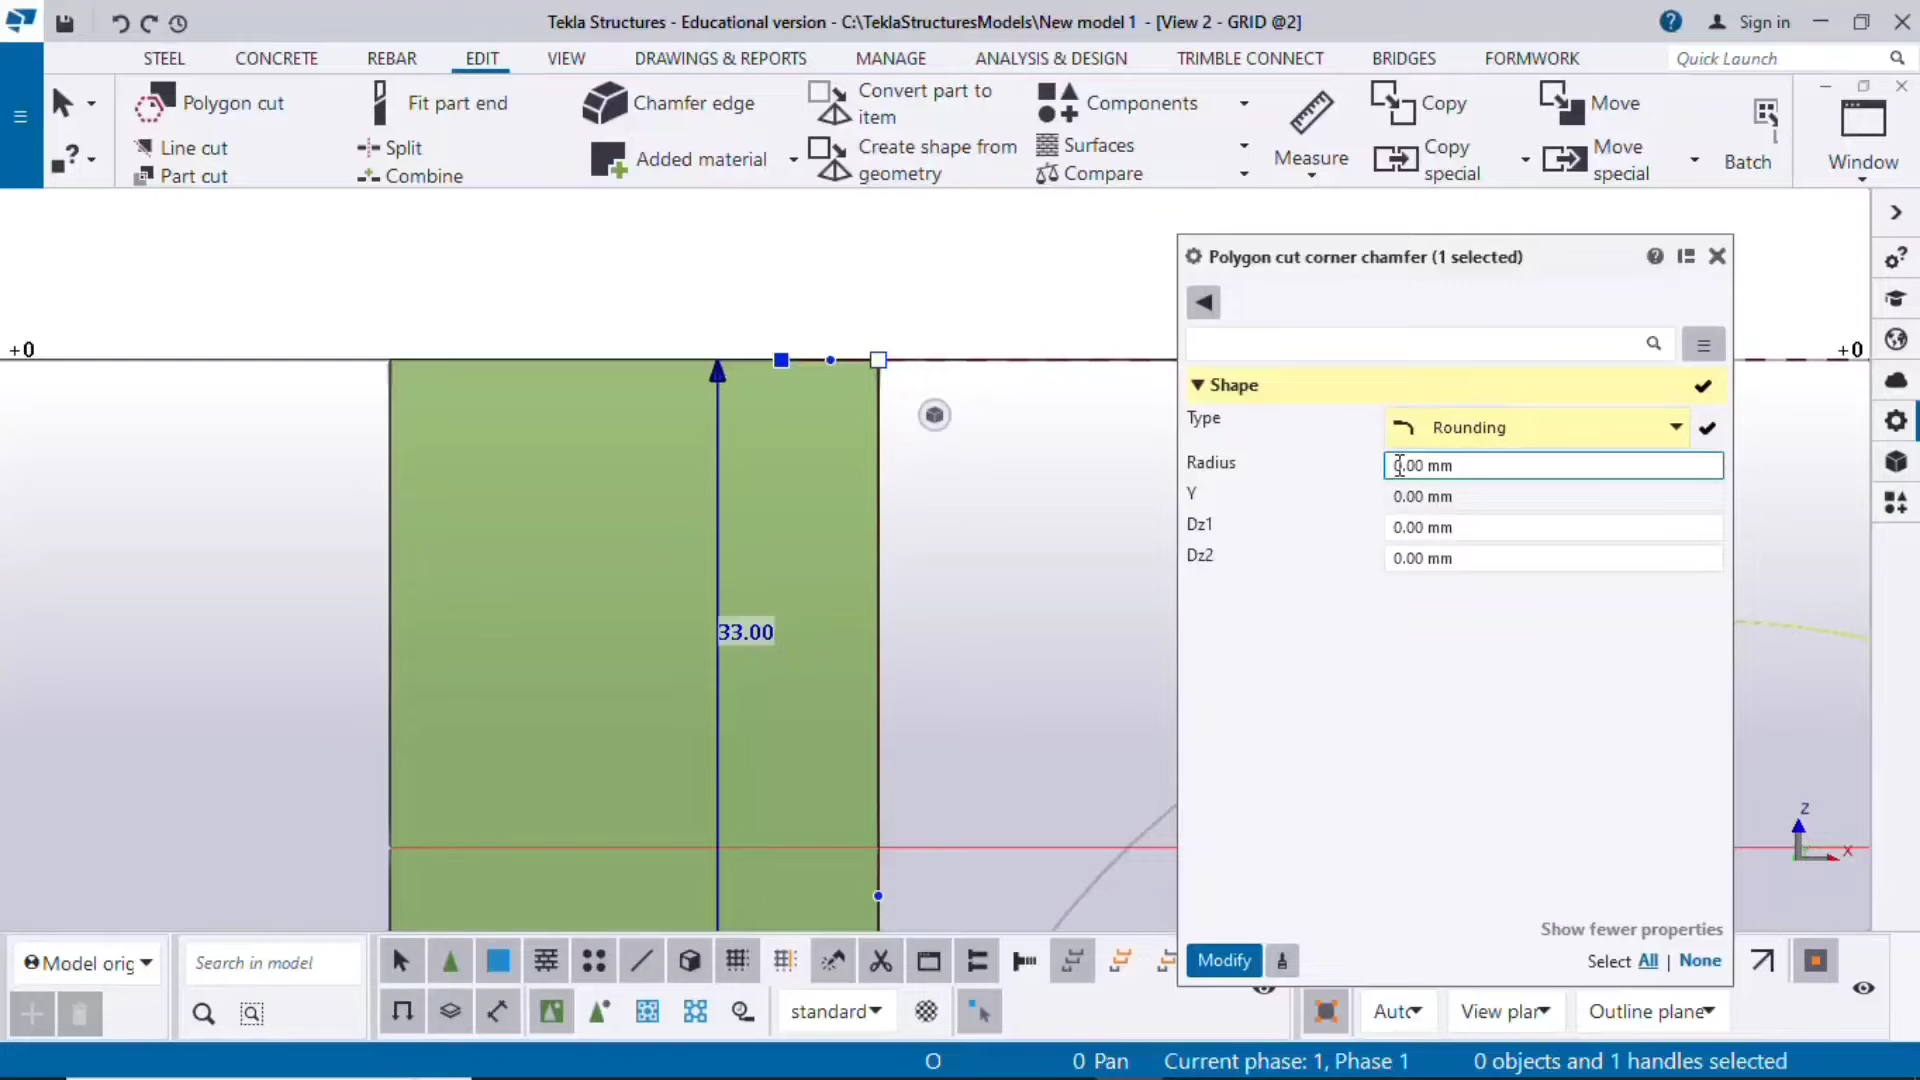 Tekla Structures - Educational version - C:\TeklaStructuresModels\New model 1 - [View 2 - GRID @2]
Sign in
STEEL CONCRETE REBAR EDIT VIEW DRAWINGS & REPORTS MANAGE ANALYSIS & DESIGN TRIMBLE CONNECT BRIDGES FORMWORK Quick Launch
Polygon cut
Line cut
Part cut
Fit part end
Split
Combine
Chamfer edge
Added material
Convert part to
item
Create shape from
geometry
Components
Surfaces
Compare
Measure
Copy
Copy
special
Move
Move
special
Batch
Window
+0
+0
33.00
Polygon cut corner chamfer (1 selected)
Shape
Type Rounding
Radius 0.00 mm
Y 0.00 mm
Dz1 0.00 mm
Dz2 0.00 mm
Show fewer properties
Modify Select All | None
z
x
Model orig
Search in model
standard
Auto
View plan
Outline plane
O 0 Pan Current phase: 1, Phase 1 0 objects and 1 handles selected